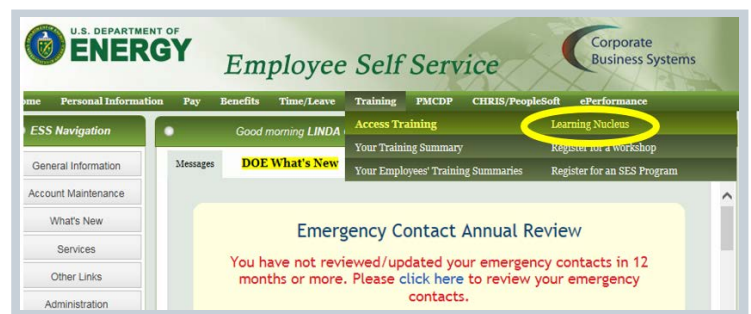 U.S. DEPARTMENT OF
ENERGY
Employee Self Service
Corporate
Business Systems
ome Personal Information Pay Benefits Time/Leave Training PMCDP CHRIS/PeopleSoft ePerformance
ESS Navigation
Good morning LINDA
Access Training
Learning Nucleus
Your Training Summary
Register for a workshop
Your Employees' Training Summaries
Register for an SES Program
Messages
DOE What's New
General Information
Account Maintenance
What's New
Services
Other Links
Administration
Emergency Contact Annual Review
You have not reviewed/updated your emergency contacts in 12
months or more. Please click here to review your emergency
contacts.